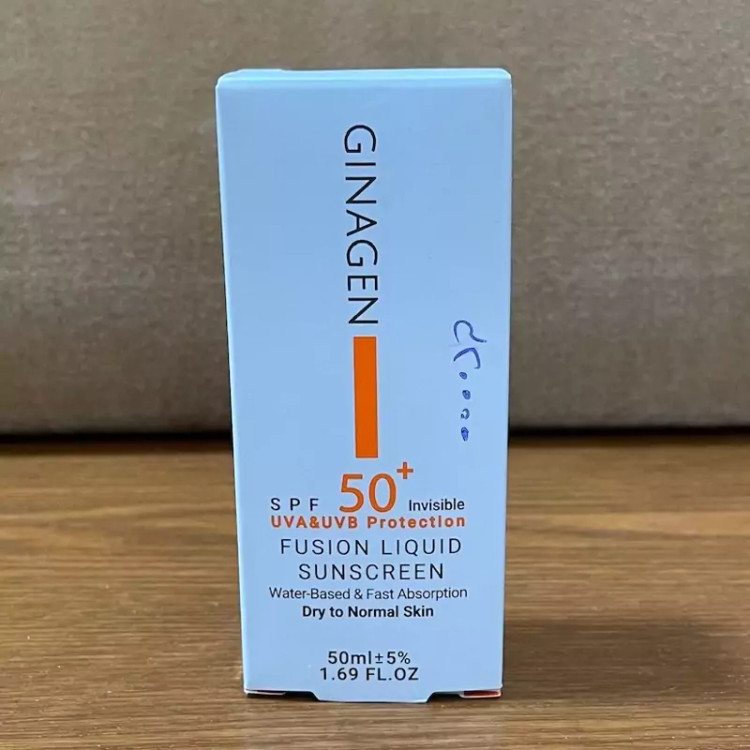 GINAGEN
SPF 50+ Invisible
UVA&UVB Protection
FUSION LIQUID
SUNSCREEN
Water-Based & Fast Absorption
Dry to Normal Skin
50ml±5%
1.69 FL.OZ